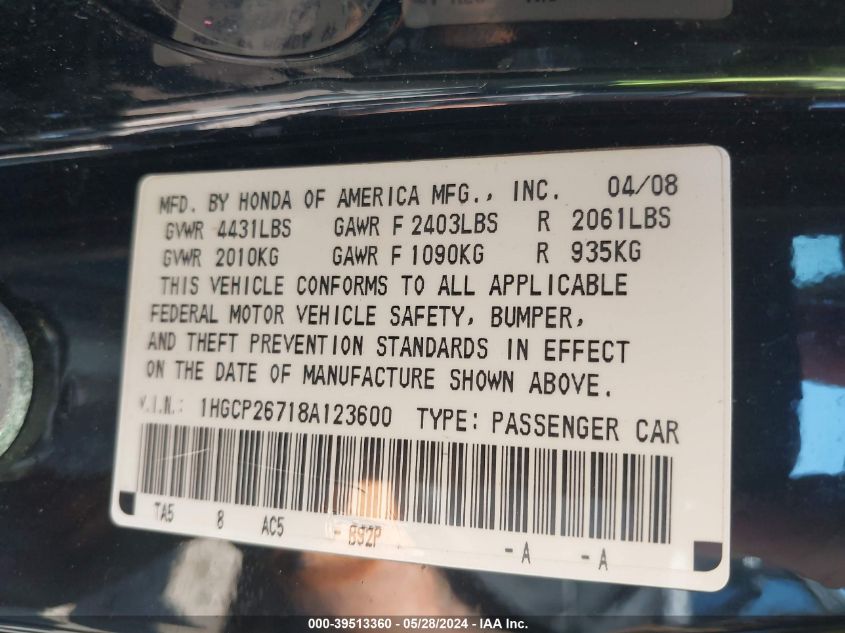 MFD. BY HONDA OF AMERICA MFG., INC. 04/08
GVWR 4431LBS GAWR F 2403LBS R 2061LBS
GVWR 2010KG GAWR F 1090KG R 935KG
THIS VEHICLE CONFORMS TO ALL APPLICABLE
FEDERAL MOTOR VEHICLE SAFETY, BUMPER,
AND THEFT PREVENTION STANDARDS IN EFFECT
ON THE DATE OF MANUFACTURE SHOWN ABOVE.
V.I.N.: 1HGCP26718A123600 TYPE: PASSENGER CAR
TA5 8 AC5 B92P -A -A
000-39513360 - 05/28/2024 - IAAI Inc.